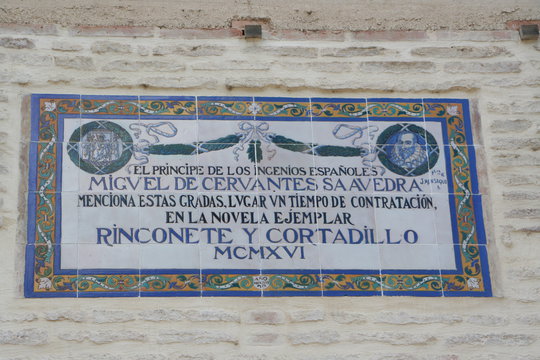 EL PRINCIPE DE LOS INGENIOS ESPAÑOLES
MIGVEL DE CERVANTES SAAVEDRA
MENCIONA ESTAS GRADAS, LVGAR VN TIEMPO DE CONTRATACIÓN,
EN LA NOVELA EJEMPLAR
RINCONETE Y CORTADILLO
MCMXVI